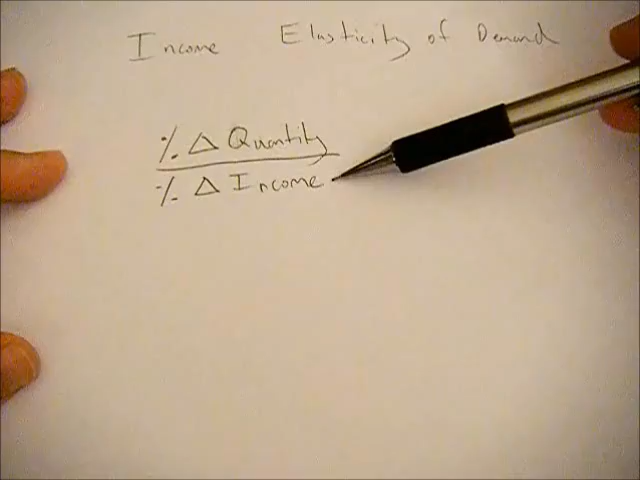 Income Elasticity of Demand
% Δ Quantity
% Δ Income